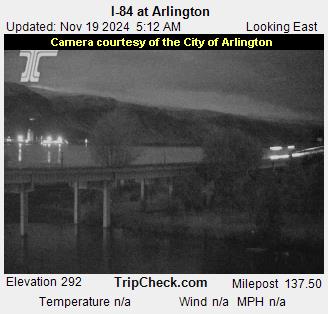 I-84 at Arlington
Updated: Nov 19 2024 5:12 AM Looking East
Camera courtesy of the City of Arlington
Elevation 292 TripCheck.com Milepost 137.50
Temperature n/a Wind n/a MPH n/a